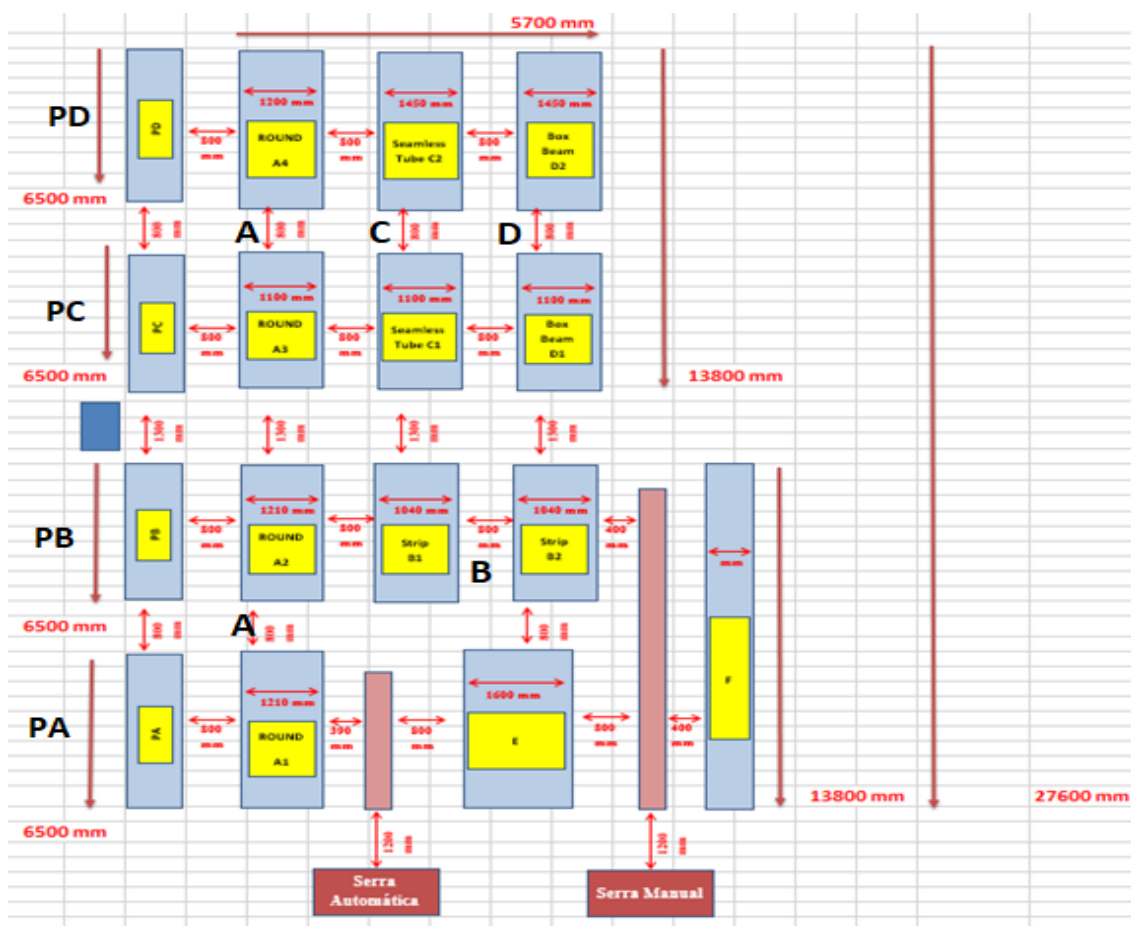 5700 mm
PD
1200 mm
1450 mm
1450 mm
PD
ROUND
A4
Seamless
Tube C2
Box
Beam
D2
800
mm
800
mm
800
mm
6500 mm
800
mm
A
800
mm
C
800
mm
D
800
mm
PC
1100 mm
1100 mm
1100 mm
PC
ROUND
A3
Seamless
Tube C1
Box
Beam
D1
800
mm
800
mm
800
mm
6500 mm
13800 mm
1300
mm
1300
mm
1300
mm
1300
mm
PB
1210 mm
1040 mm
1040 mm
PB
ROUND
A2
Strip
B1
Strip
B2
800
mm
800
mm
800
mm
400
mm
mm
B
6500 mm
800
mm
A
800
mm
800
mm
PA
1210 mm
1600 mm
F
PA
ROUND
A1
E
800
mm
390
mm
800
mm
800
mm
400
mm
13800 mm
27600 mm
6500 mm
1200
mm
1200
mm
Serra
Automática
Serra Manual